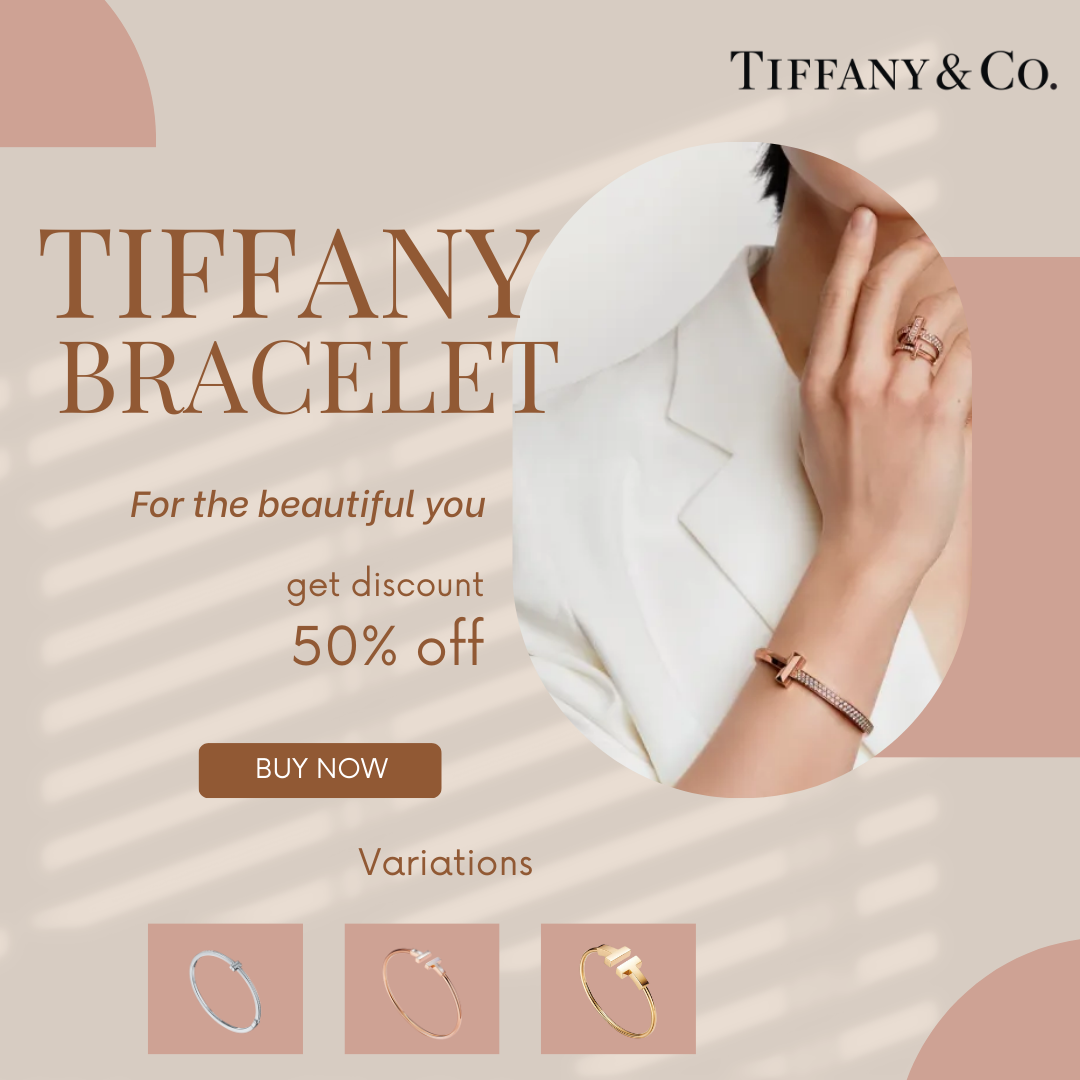 TIFFANY & CO.
TIFFANY
BRACELET
For the beautiful you
get discount
50% off
BUY NOW
Variations